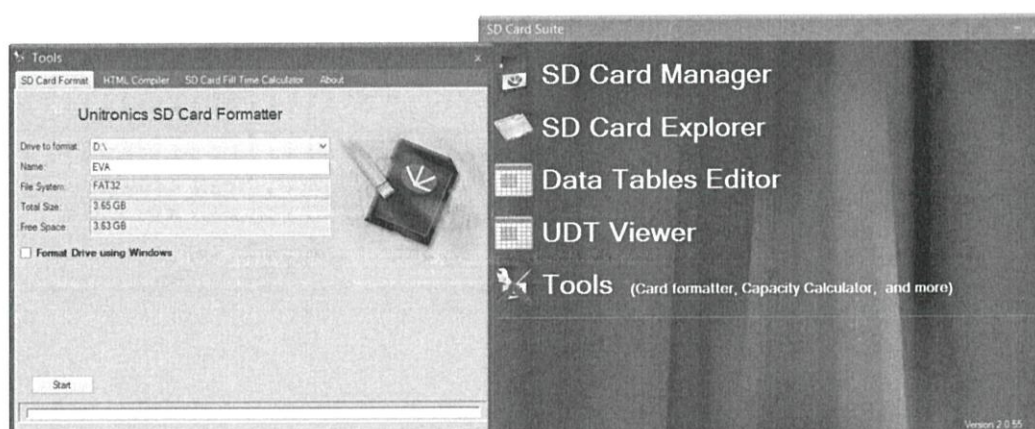 Tools
SD Card Format HTML Compiler SD Card Fill Time Calculator About
Unitronics SD Card Formatter
Drive to format: D:\
Name: EVA
File System: FAT32
Total Size: 3.65 GB
Free Space: 3.63 GB
Format Drive using Windows
Start
SD Card Suite
SD Card Manager
SD Card Explorer
Data Tables Editor
UDT Viewer
Tools (Card formatter, Capacity Calculator, and more)
Version 2.0.55